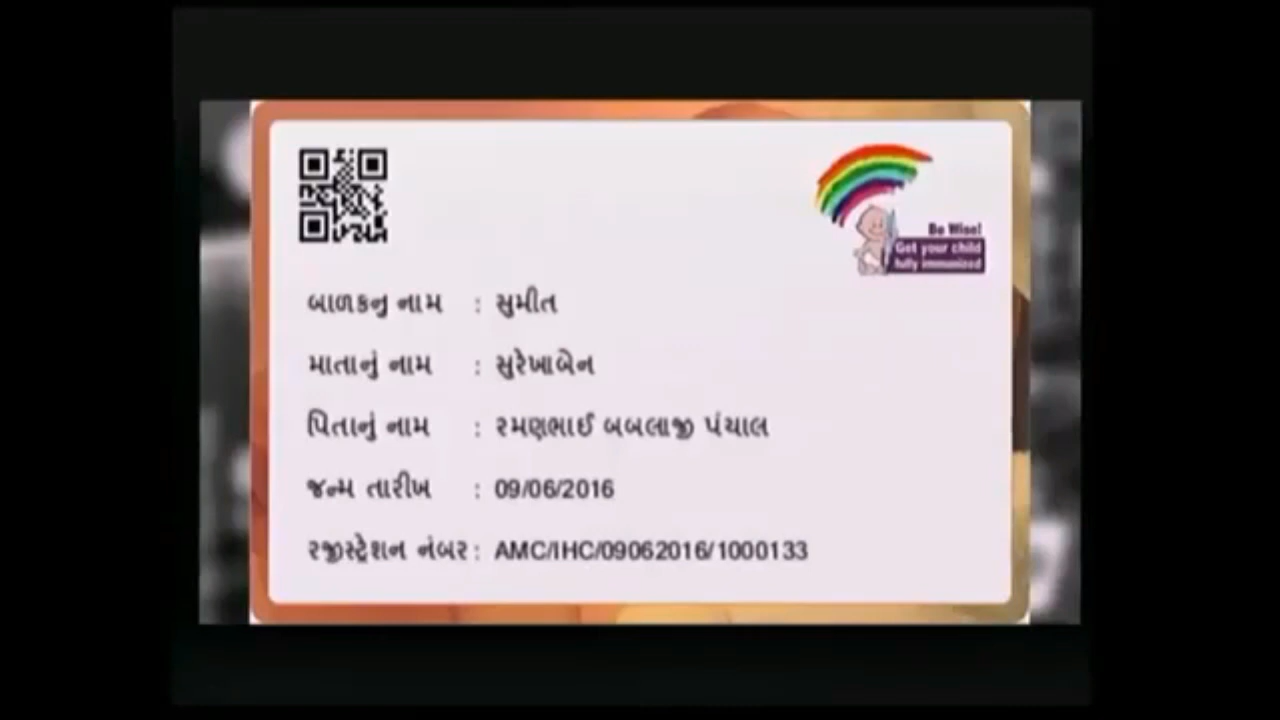 Be Wise!
Get your child
fully immunized
બાળકનુ નામ : સુમીત
માતાનું નામ : સુરેખાબેન
પિતાનું નામ : રમણભાઈ બબલાજી પંચાલ
જન્મ તારીખ : 09/06/2016
રજીસ્ટ્રેશન નંબર : AMC/IHC/09062016/1000133